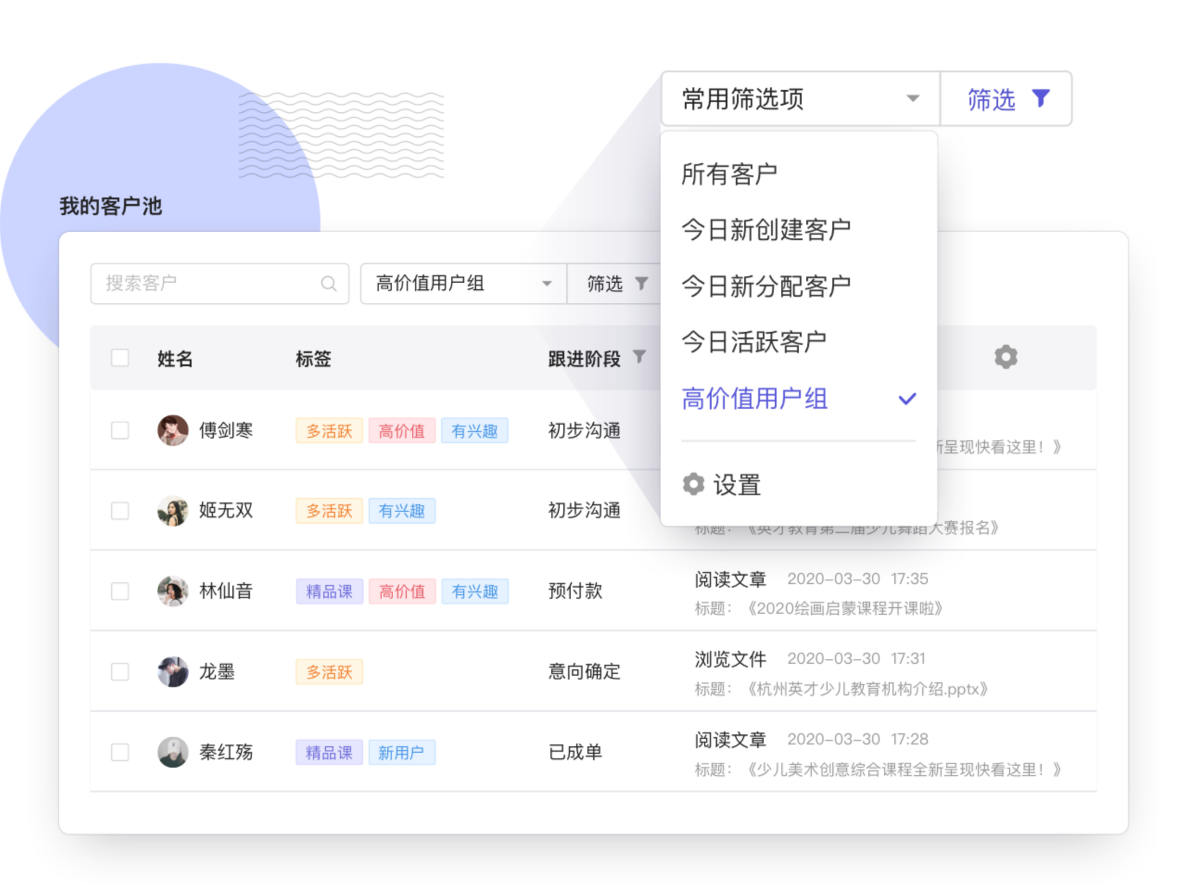 常用筛选项 筛选
所有客户
今日新创建客户
今日新分配客户
今日活跃客户
高价值用户组
设置
我的客户池
搜索客户 高价值用户组 筛选
姓名 标签 跟进阶段
傅剑寒 多活跃 高价值 有兴趣 初步沟通
新呈现快看这里！》
姬无双 多活跃 有兴趣 初步沟通
标题：《英才教育第二届少儿舞蹈大赛报名》
林仙音 精品课 高价值 有兴趣 预付款 阅读文章 2020-03-30 17:35
标题：《2020绘画启蒙课程开课啦》
龙墨 多活跃 意向确定 浏览文件 2020-03-30 17:31
标题：《杭州英才少儿教育机构介绍.pptx》
秦红殇 精品课 新用户 已成单 阅读文章 2020-03-30 17:28
标题：《少儿美术创意综合课程全新呈现快看这里！》